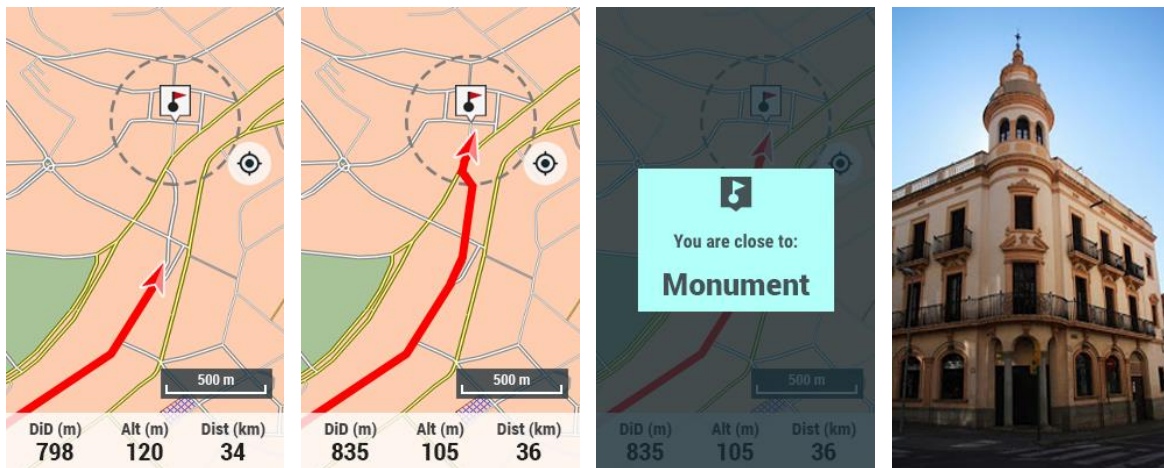 500 m
DiD (m) Alt (m) Dist (km)
798 120 34
500 m
DiD (m) Alt (m) Dist (km)
835 105 36
You are close to:
Monument
500 m
DiD (m) Alt (m) Dist (km)
835 105 36